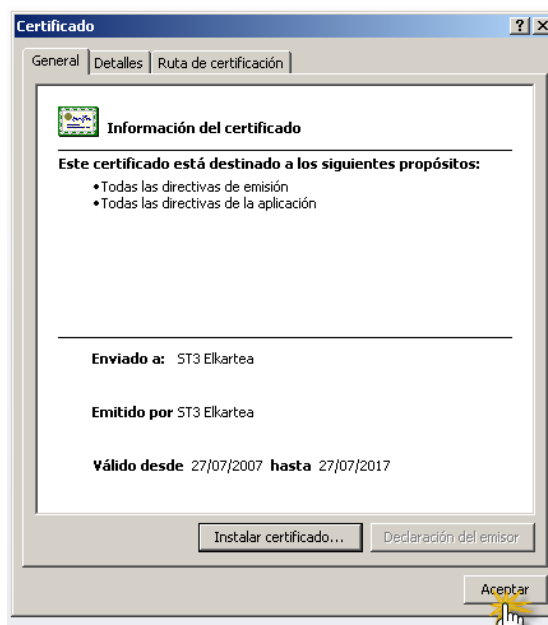 Certificado
General Detalles Ruta de certificación
Información del certificado
Este certificado está destinado a los siguientes propósitos:
•Todas las directivas de emisión
•Todas las directivas de la aplicación
Enviado a: ST3 Elkartea
Emitido por ST3 Elkartea
Válido desde 27/07/2007 hasta 27/07/2017
Instalar certificado... Declaración del emisor
Aceptar